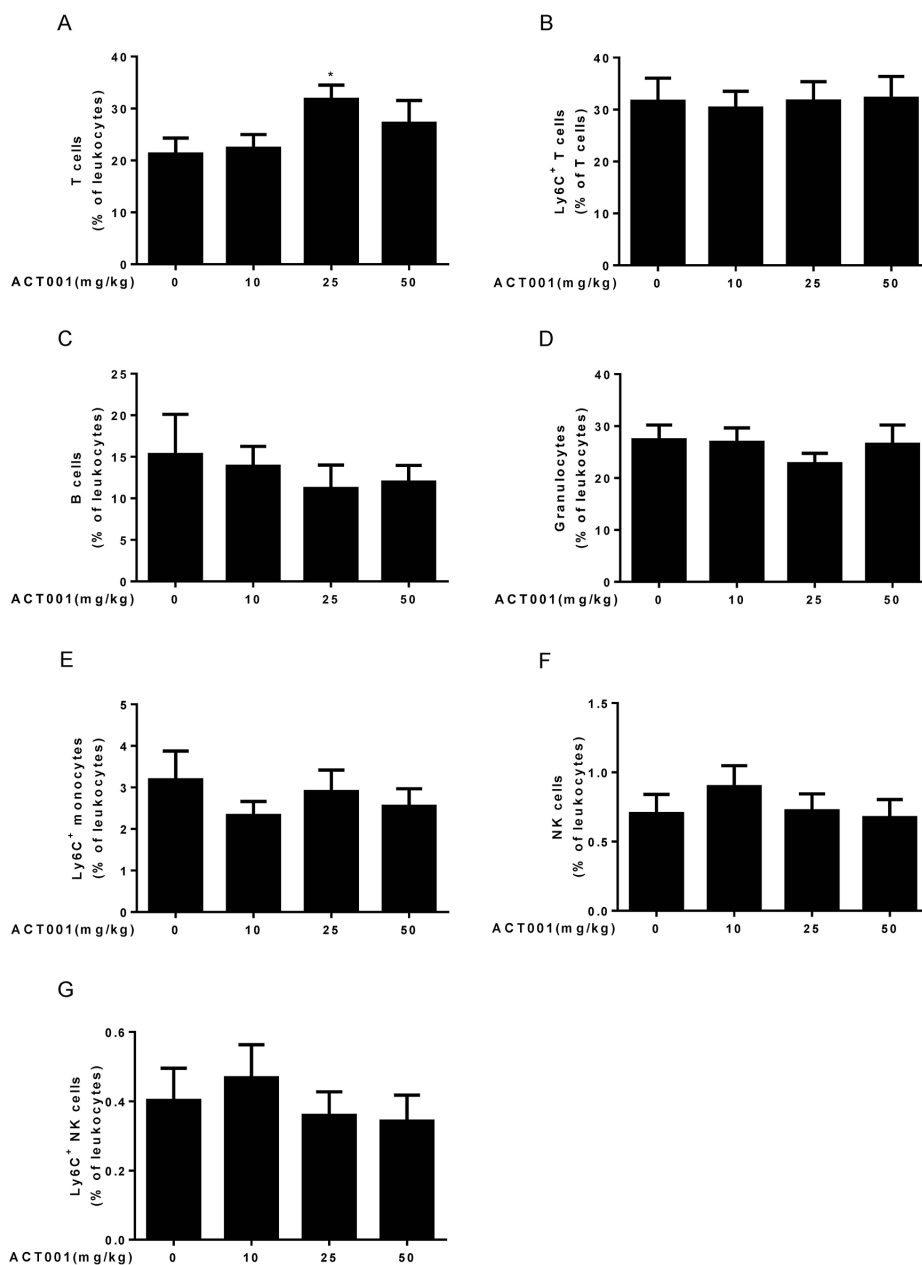 A
T cells
(% of leukocytes)
40
30
20
10
0
*
ACT001(mg/kg) 0 10 25 50
B
Ly6C+ T cells
(% of T cells)
40
30
20
10
0
ACT001(mg/kg) 0 10 25 50
C
B cells
(% of leukocytes)
25
20
15
10
5
0
ACT001(mg/kg) 0 10 25 50
D
Granulocytes
(% of leukocytes)
40
30
20
10
0
ACT001(mg/kg) 0 10 25 50
E
Ly6C+ monocytes
(% of leukocytes)
5
4
3
2
1
0
ACT001(mg/kg) 0 10 25 50
F
NK cells
(% of leukocytes)
1.5
1.0
0.5
0.0
ACT001(mg/kg) 0 10 25 50
G
Ly6C+ NK cells
(% of leukocytes)
0.6
0.4
0.2
0.0
ACT001(mg/kg) 0 10 25 50